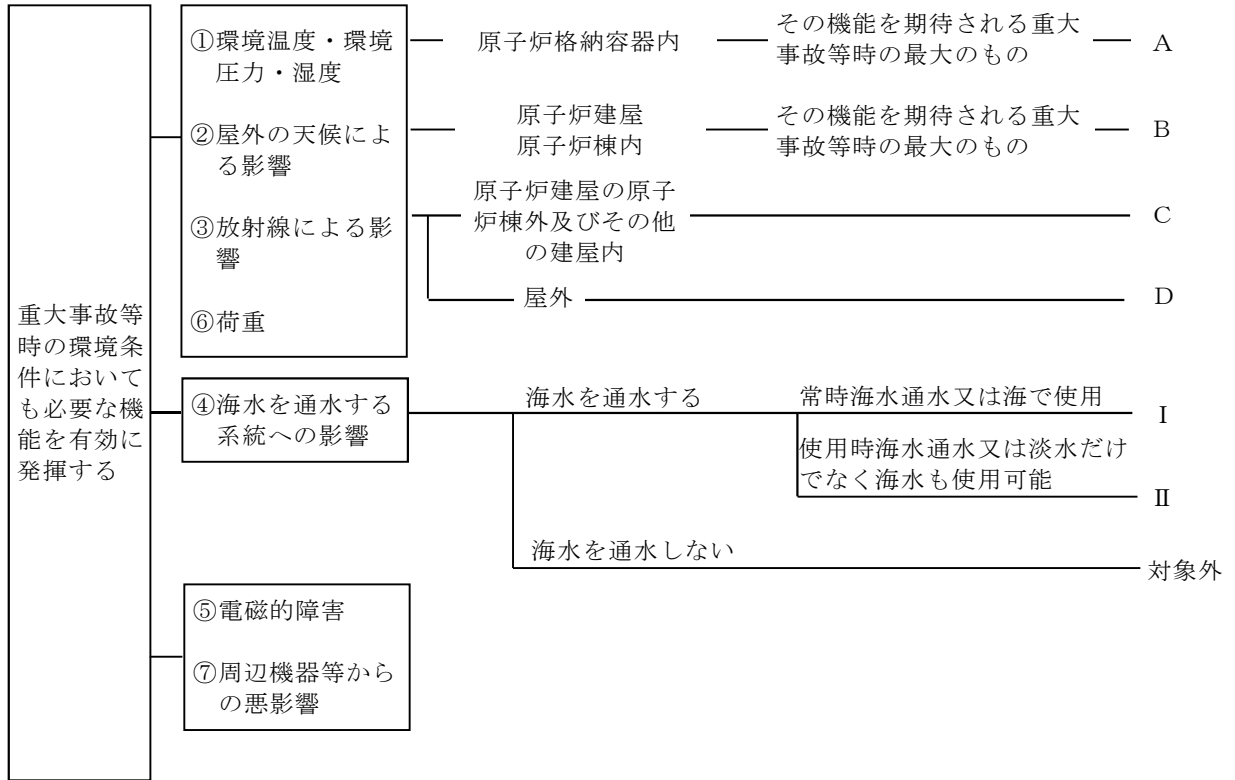 重大事故等
時の環境条
件において
も必要な機
能を有効に
発揮する
①環境温度・環境
圧力・湿度
②屋外の天候によ
る影響
③放射線による影
響
⑥荷重
原子炉格納容器内
その機能を期待される重大
事故等時の最大のもの
A
原子炉建屋
原子炉棟内
その機能を期待される重大
事故等時の最大のもの
B
原子炉建屋の原子
炉棟外及びその他
の建屋内
C
屋外
D
④海水を通水する
系統への影響
海水を通水する
常時海水通水又は海で使用
Ⅰ
使用時海水通水又は淡水だけ
でなく海水も使用可能
Ⅱ
海水を通水しない
対象外
⑤電磁的障害
⑦周辺機器等から
の悪影響